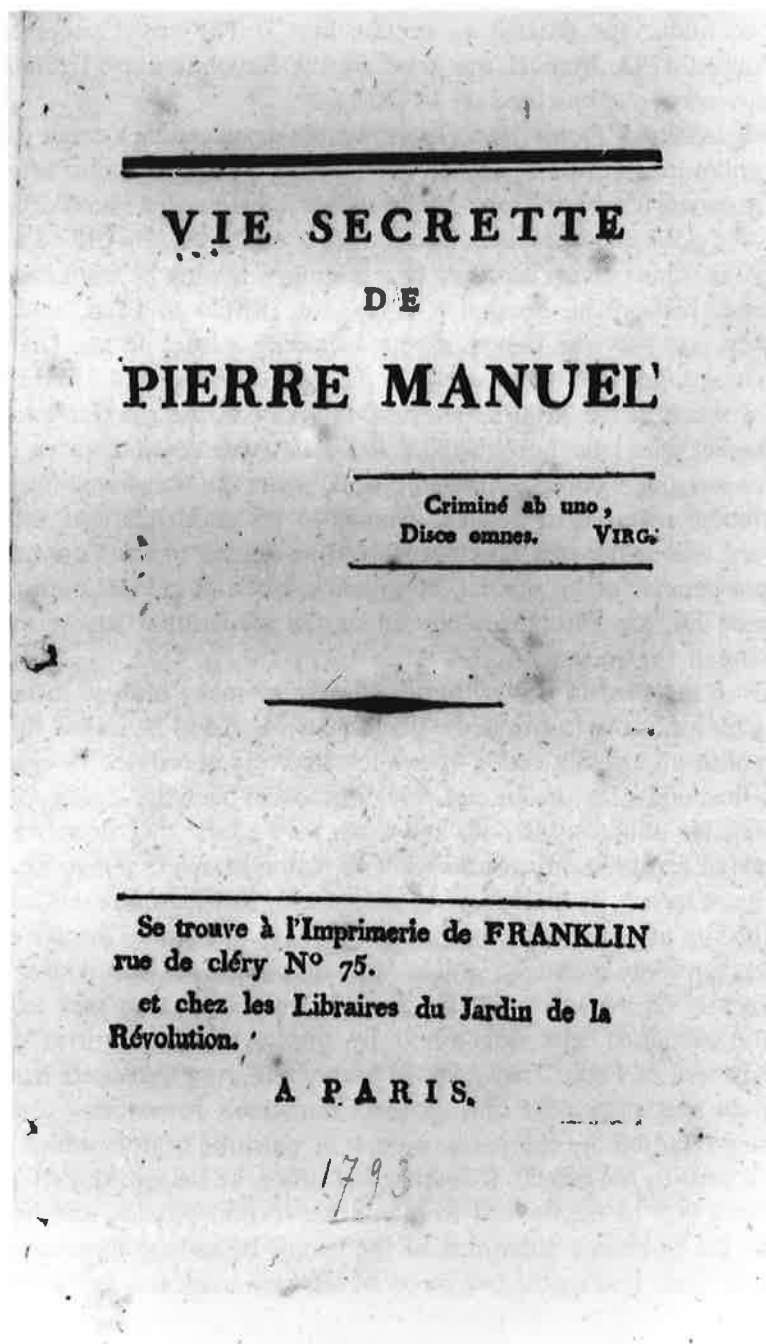 VIE SECRETTE
DE
PIERRE MANUEL
Criminé ab uno,
Disce omnes. VIRG.
Se trouve à l'Imprimerie de FRANKLIN
rue de cléry Nº 75.
et chez les Libraires du Jardin de la
Révolution.
A PARIS.
1793